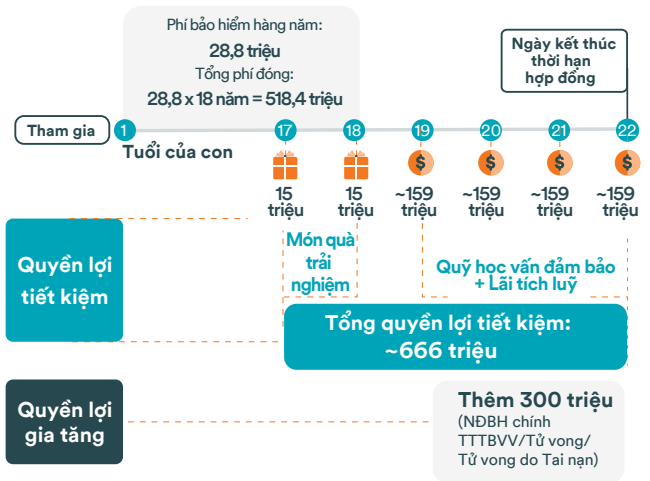 Phí bảo hiểm hàng năm:
28,8 triệu
Tổng phí đóng:
28,8 x 18 năm = 518,4 triệu
Ngày kết thúc
thời hạn
hợp đồng
Tham gia
1
17
18
19
20
21
22
Tuổi của con
$
$
$
$
15
triệu
15
triệu
~159
triệu
~159
triệu
~159
triệu
~159
triệu
Quyền lợi
tiết kiệm
Món quà
trải
nghiệm
Quỹ học vấn đảm bảo
+ Lãi tích luỹ
Tổng quyền lợi tiết kiệm:
~666 triệu
Quyền lợi
gia tăng
Thêm 300 triệu
(NĐBH chính
TTTBVV/Tử vong/
Tử vong do Tai nạn)